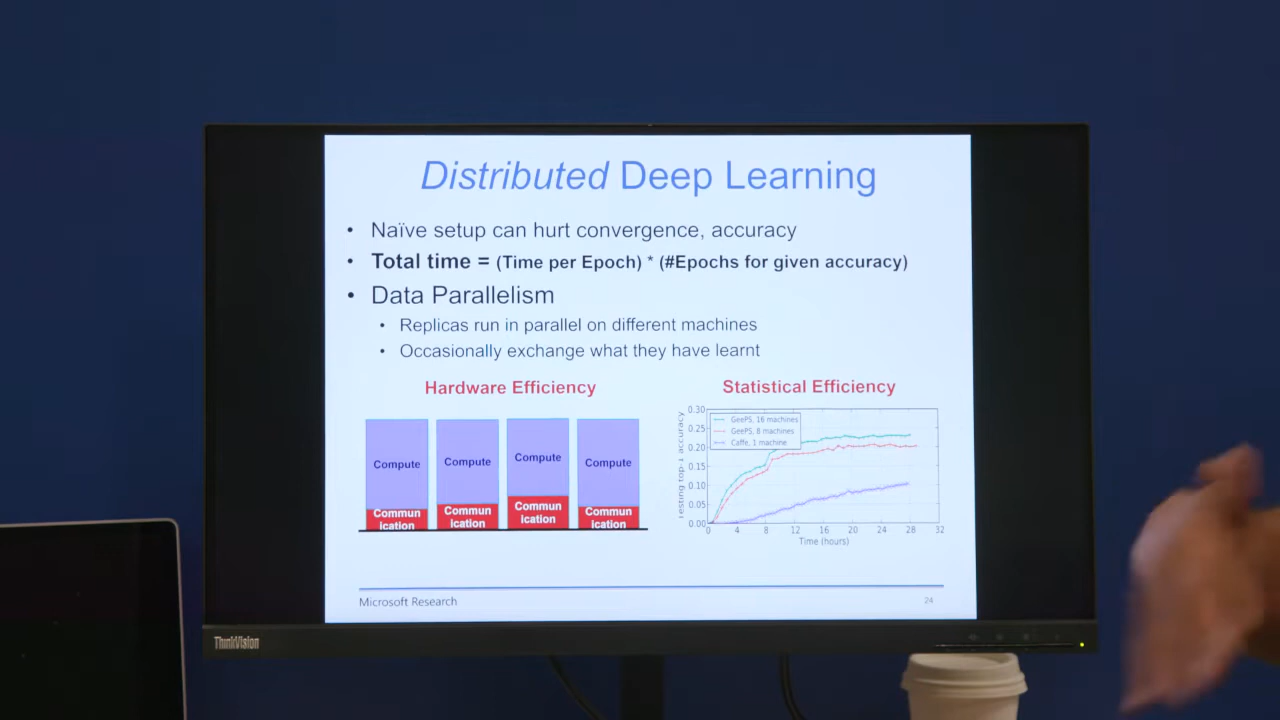 Distributed Deep Learning
• Naïve setup can hurt convergence, accuracy
• Total time = (Time per Epoch) * (#Epochs for given accuracy)
• Data Parallelism
• Replicas run in parallel on different machines
• Occasionally exchange what they have learnt
Hardware Efficiency
Statistical Efficiency
Compute
Compute
Compute
Compute
Commun
ication
Commun
ication
Commun
ication
Commun
ication
Testing top-1 accuracy
0.30
0.25
0.20
0.15
0.10
0.05
0.00
GeePS, 16 machines
GeePS, 8 machines
Caffe, 1 machine
0 4 8 12 16 20 24 28 32
Time (hours)
Microsoft Research
24
ThinkVision